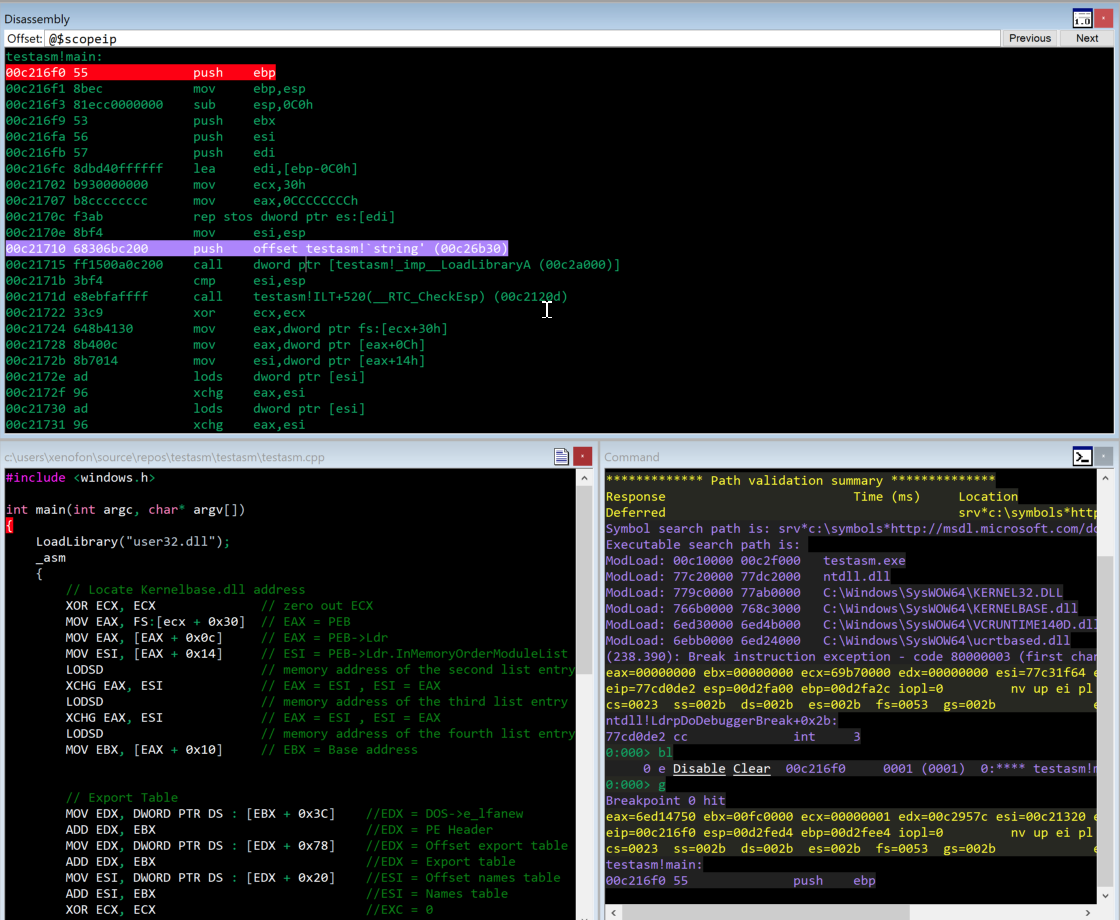 Disassembly
Offset: @$scopeip Previous Next
testasm!main:
00c216f0 55 push ebp
00c216f1 8bec mov ebp,esp
00c216f3 81ecc0000000 sub esp,0C0h
00c216f9 53 push ebx
00c216fa 56 push esi
00c216fb 57 push edi
00c216fc 8dbd40ffffff lea edi,[ebp-0C0h]
00c21702 b930000000 mov ecx,30h
00c21707 b8cccccccc mov eax,0CCCCCCCCh
00c2170c f3ab rep stos dword ptr es:[edi]
00c2170e 8bf4 mov esi,esp
00c21710 68306bc200 push offset testasm!`string' (00c26b30)
00c21715 ff1500a0c200 call dword ptr [testasm!_imp__LoadLibraryA (00c2a000)]
00c2171b 3bf4 cmp esi,esp
00c2171d e8ebfaffff call testasm!ILT+520(__RTC_CheckEsp) (00c2120d)
00c21722 33c9 xor ecx,ecx
00c21724 648b4130 mov eax,dword ptr fs:[ecx+30h]
00c21728 8b400c mov eax,dword ptr [eax+0Ch]
00c2172b 8b7014 mov esi,dword ptr [eax+14h]
00c2172e ad lods dword ptr [esi]
00c2172f 96 xchg eax,esi
00c21730 ad lods dword ptr [esi]
00c21731 96 xchg eax,esi
c:\users\xenofon\source\repos\testasm\testasm\testasm.cpp
#include <windows.h>
int main(int argc, char* argv[])
{
LoadLibrary("user32.dll");
_asm
{
// Locate Kernelbase.dll address
XOR ECX, ECX // zero out ECX
MOV EAX, FS:[ecx + 0x30] // EAX = PEB
MOV EAX, [EAX + 0x0c] // EAX = PEB->Ldr
MOV ESI, [EAX + 0x14] // ESI = PEB->Ldr.InMemoryOrderModuleList
LODSD // memory address of the second list entry
XCHG EAX, ESI // EAX = ESI , ESI = EAX
LODSD // memory address of the third list entry
XCHG EAX, ESI // EAX = ESI , ESI = EAX
LODSD // memory address of the fourth list entry
MOV EBX, [EAX + 0x10] // EBX = Base address
// Export Table
MOV EDX, DWORD PTR DS : [EBX + 0x3C] //EDX = DOS->e_lfanew
ADD EDX, EBX //EDX = PE Header
MOV EDX, DWORD PTR DS : [EDX + 0x78] //EDX = Offset export table
ADD EDX, EBX //EDX = Export table
MOV ESI, DWORD PTR DS : [EDX + 0x20] //ESI = Offset names table
ADD ESI, EBX //ESI = Names table
XOR ECX, ECX //EXC = 0
Command
************* Path validation summary **************
Response Time (ms) Location
Deferred srv*c:\symbols*http
Symbol search path is: srv*c:\symbols*http://msdl.microsoft.com/do
Executable search path is:
ModLoad: 00c10000 00c2f000 testasm.exe
ModLoad: 77c20000 77dc2000 ntdll.dll
ModLoad: 779c0000 77ab0000 C:\Windows\SysWOW64\KERNEL32.DLL
ModLoad: 766b0000 768c3000 C:\Windows\SysWOW64\KERNELBASE.dll
ModLoad: 6ed30000 6ed4b000 C:\Windows\SysWOW64\VCRUNTIME140D.dll
ModLoad: 6ebb0000 6ed24000 C:\Windows\SysWOW64\ucrtbased.dll
(238.390): Break instruction exception - code 80000003 (first chan
eax=00000000 ebx=00000000 ecx=69b70000 edx=00000000 esi=77c31f64 e
eip=77cd0de2 esp=00d2fa00 ebp=00d2fa2c iopl=0 nv up ei pl
cs=0023 ss=002b ds=002b es=002b fs=0053 gs=002b
ntdll!LdrpDoDebuggerBreak+0x2b:
77cd0de2 cc int 3
0:000> bl
0 e Disable Clear 00c216f0 0001 (0001) 0:**** testasm!m
0:000> g
Breakpoint 0 hit
eax=6ed14750 ebx=00fc0000 ecx=00000001 edx=00c2957c esi=00c21320 e
eip=00c216f0 esp=00d2fed4 ebp=00d2fee4 iopl=0 nv up ei pl
cs=0023 ss=002b ds=002b es=002b fs=0053 gs=002b
testasm!main:
00c216f0 55 push ebp